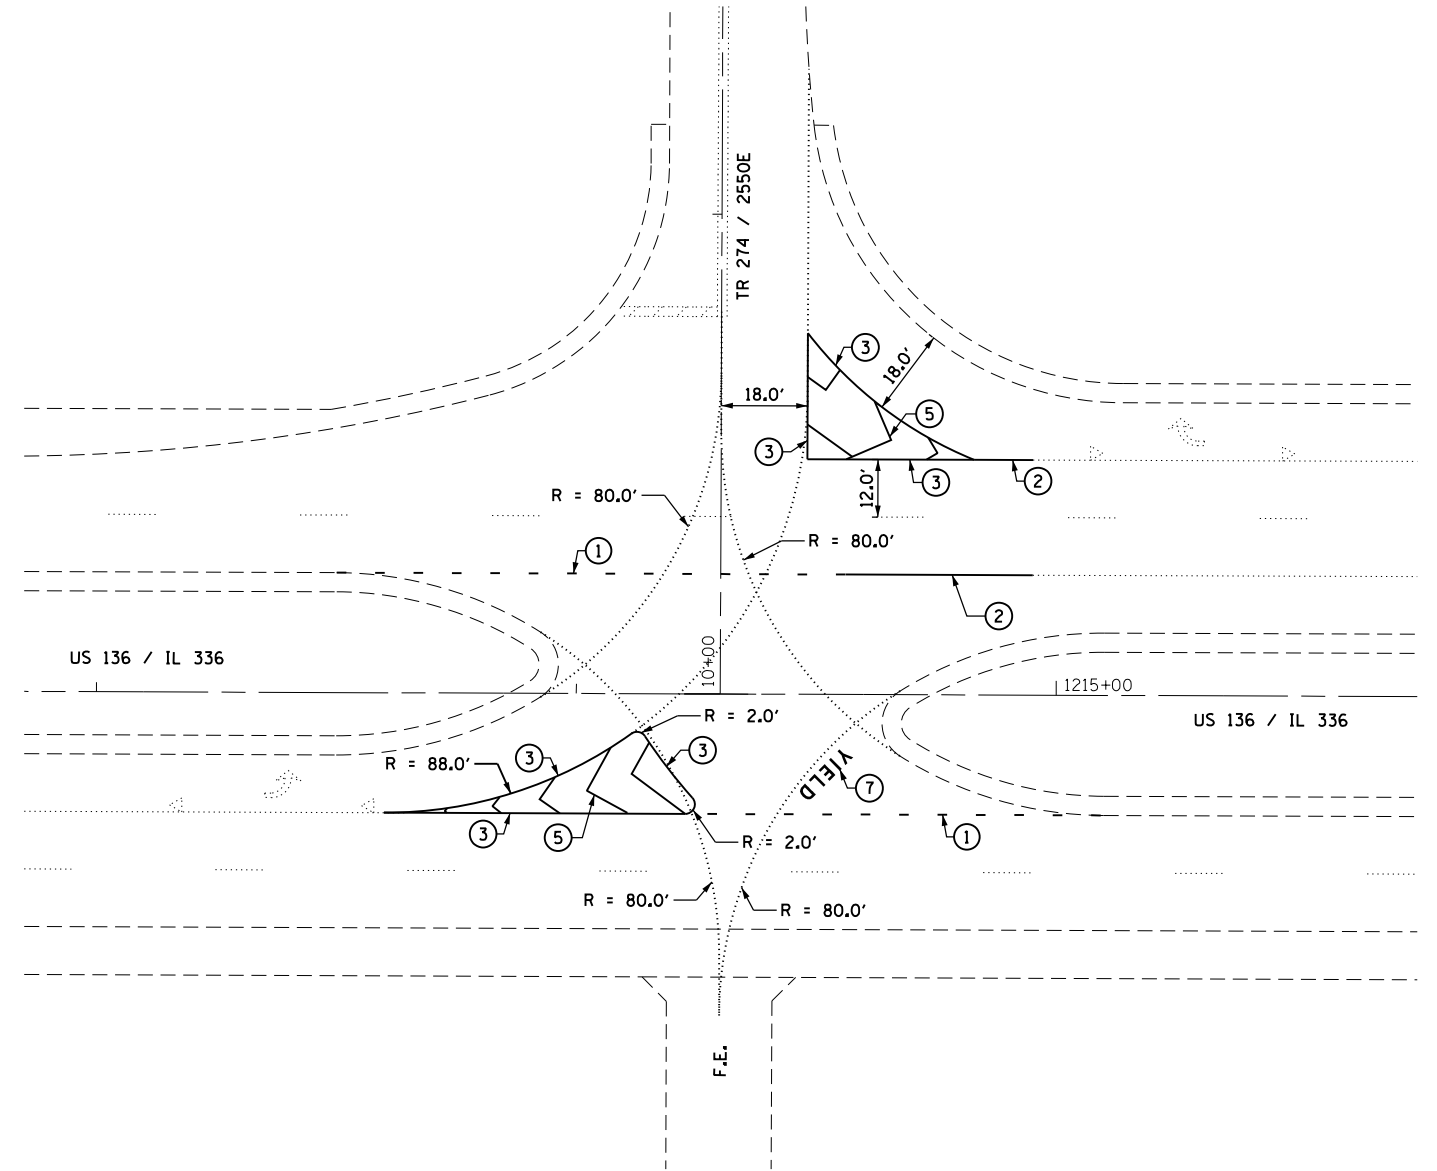 TR 274 / 2550E
3
18.0'
18.0'
5
3
3
2
12.0'
R = 80.0'
R = 80.0'
1
2
10+00
US 136 / IL 336
1215+00
US 136 / IL 336
R = 2.0'
3
3
R = 88.0'
YIELD
7
3
5
R = 2.0'
1
R = 80.0'
R = 80.0'
F.E.